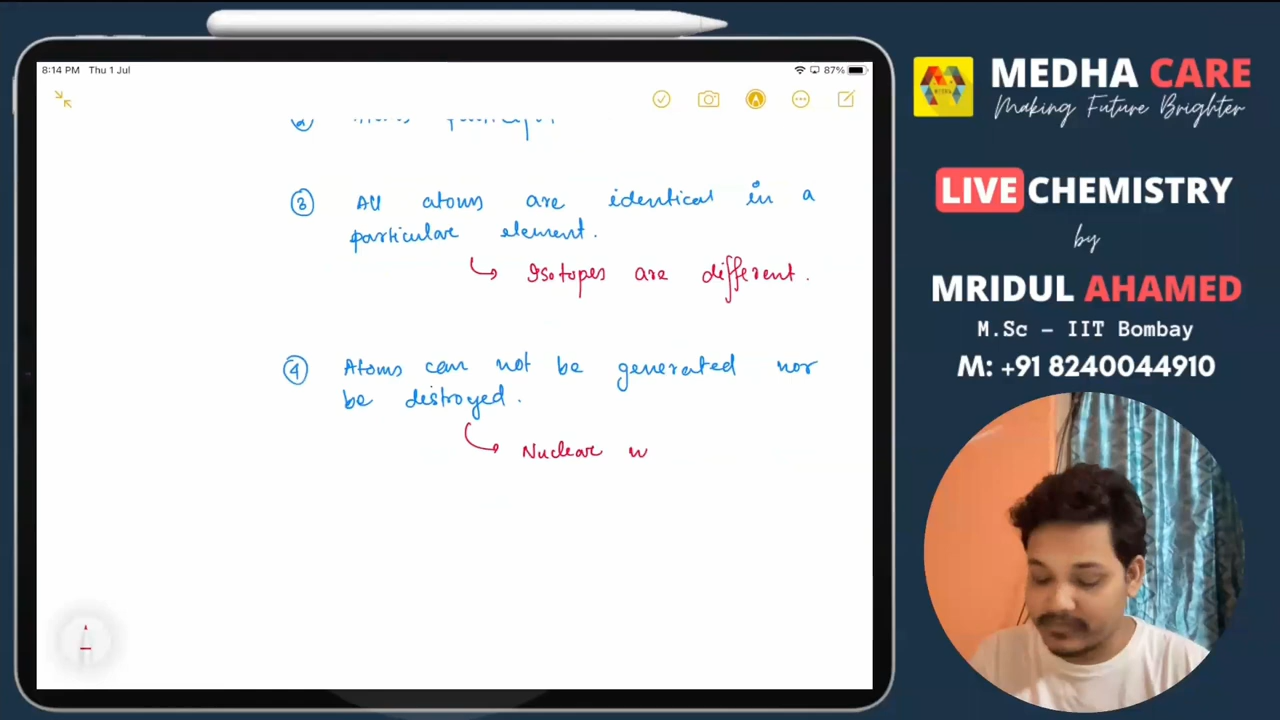 8:14 PM Thu 1 Jul
87%
③ All atoms are identical in a
particular element.
Isotopes are different.
④ Atoms can not be generated nor
be distroyed.
Nuclear
MEDHA CARE
Making Future Brighter
LIVE CHEMISTRY
by
MRIDUL AHAMED
M.Sc – IIT Bombay
M: +91 8240044910